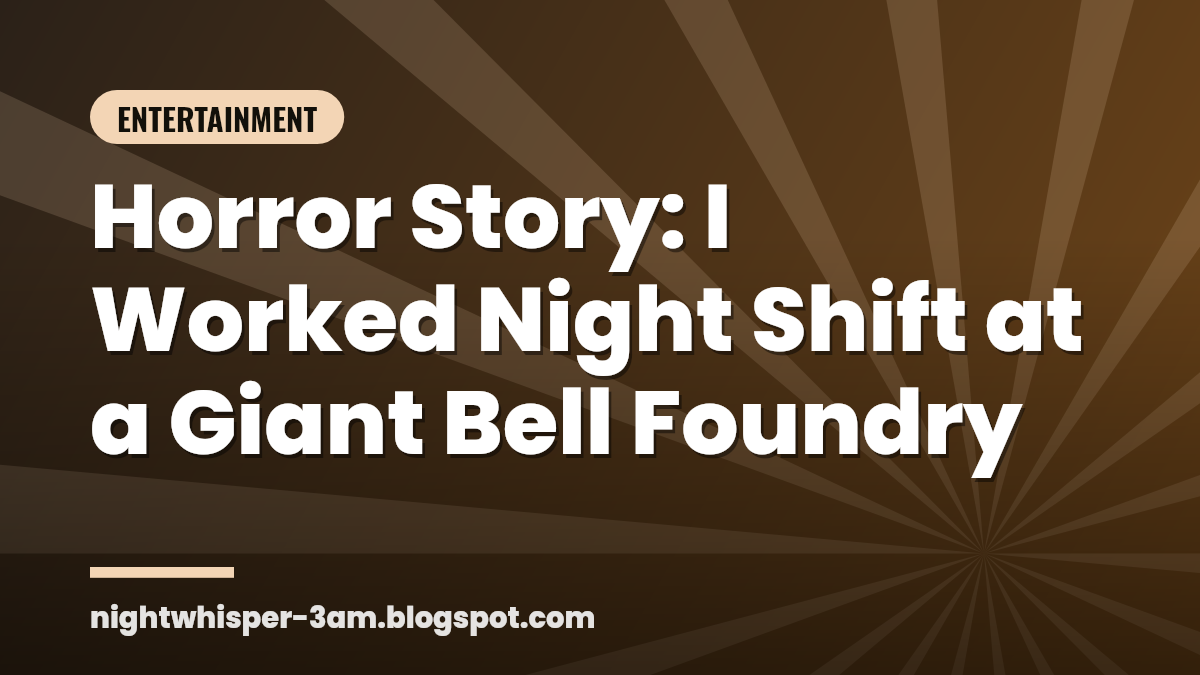 ENTERTAINMENT
Horror Story: I
Worked Night Shift at
a Giant Bell Foundry
nightwhisper-3am.blogspot.com